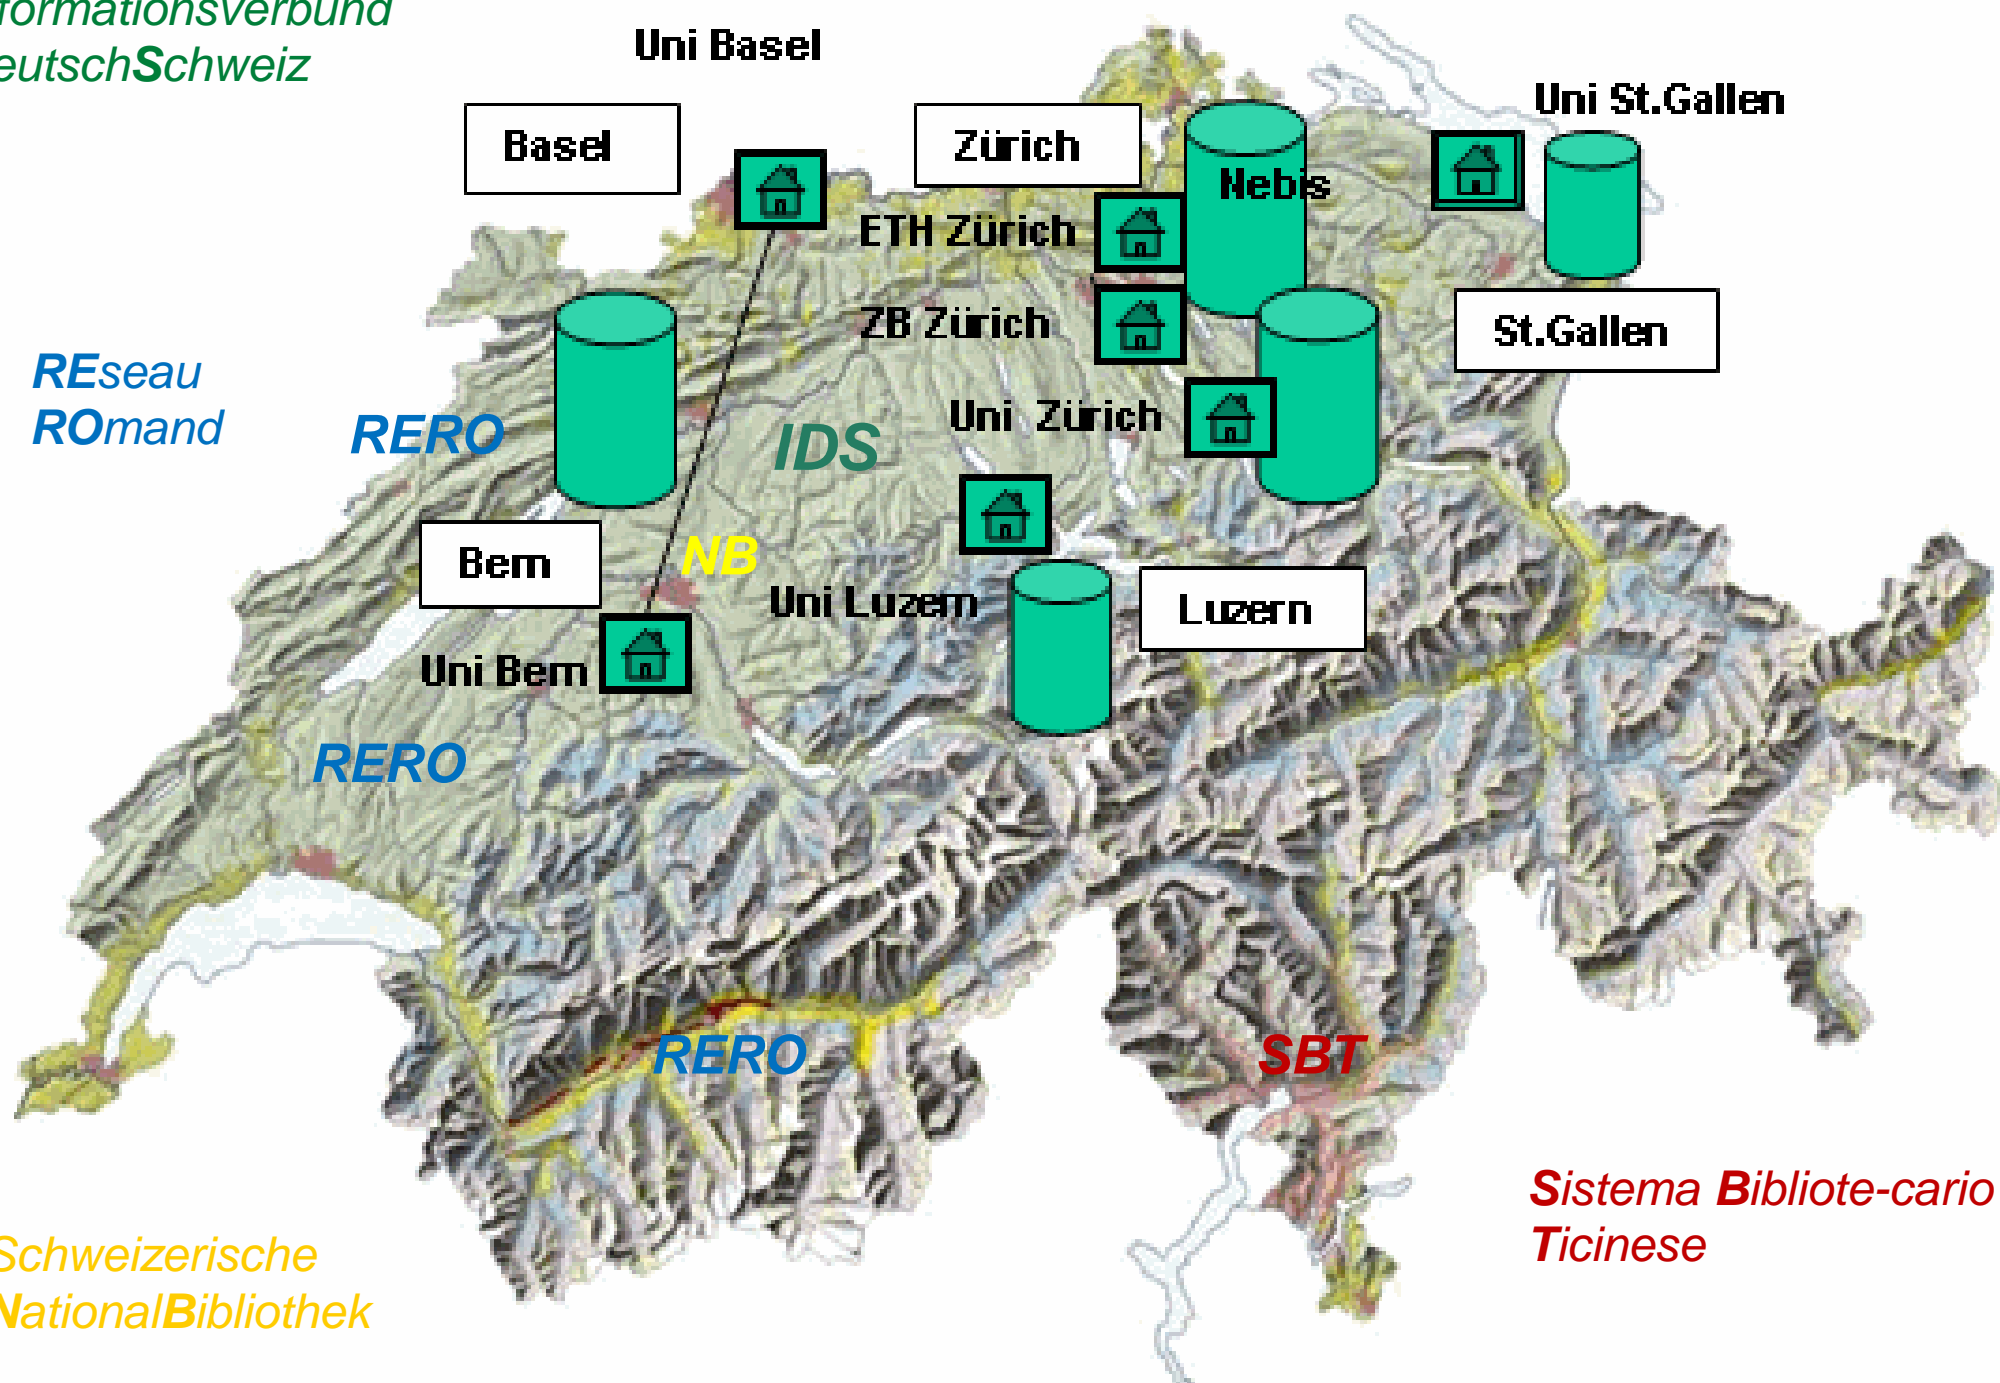 formationsverbund
eutschSchweiz
Uni Basel
Uni St.Gallen
Basel
Zürich
Nebis
ETH Zürich
ZB Zürich
St.Gallen
REseau
ROmand
RERO
IDS
Uni Zürich
Bern
NB
Uni Luzern
Luzern
Uni Bern
RERO
RERO
SBT
Sistema Bibliote-cario
Ticinese
Schweizerische
NationalBibliothek